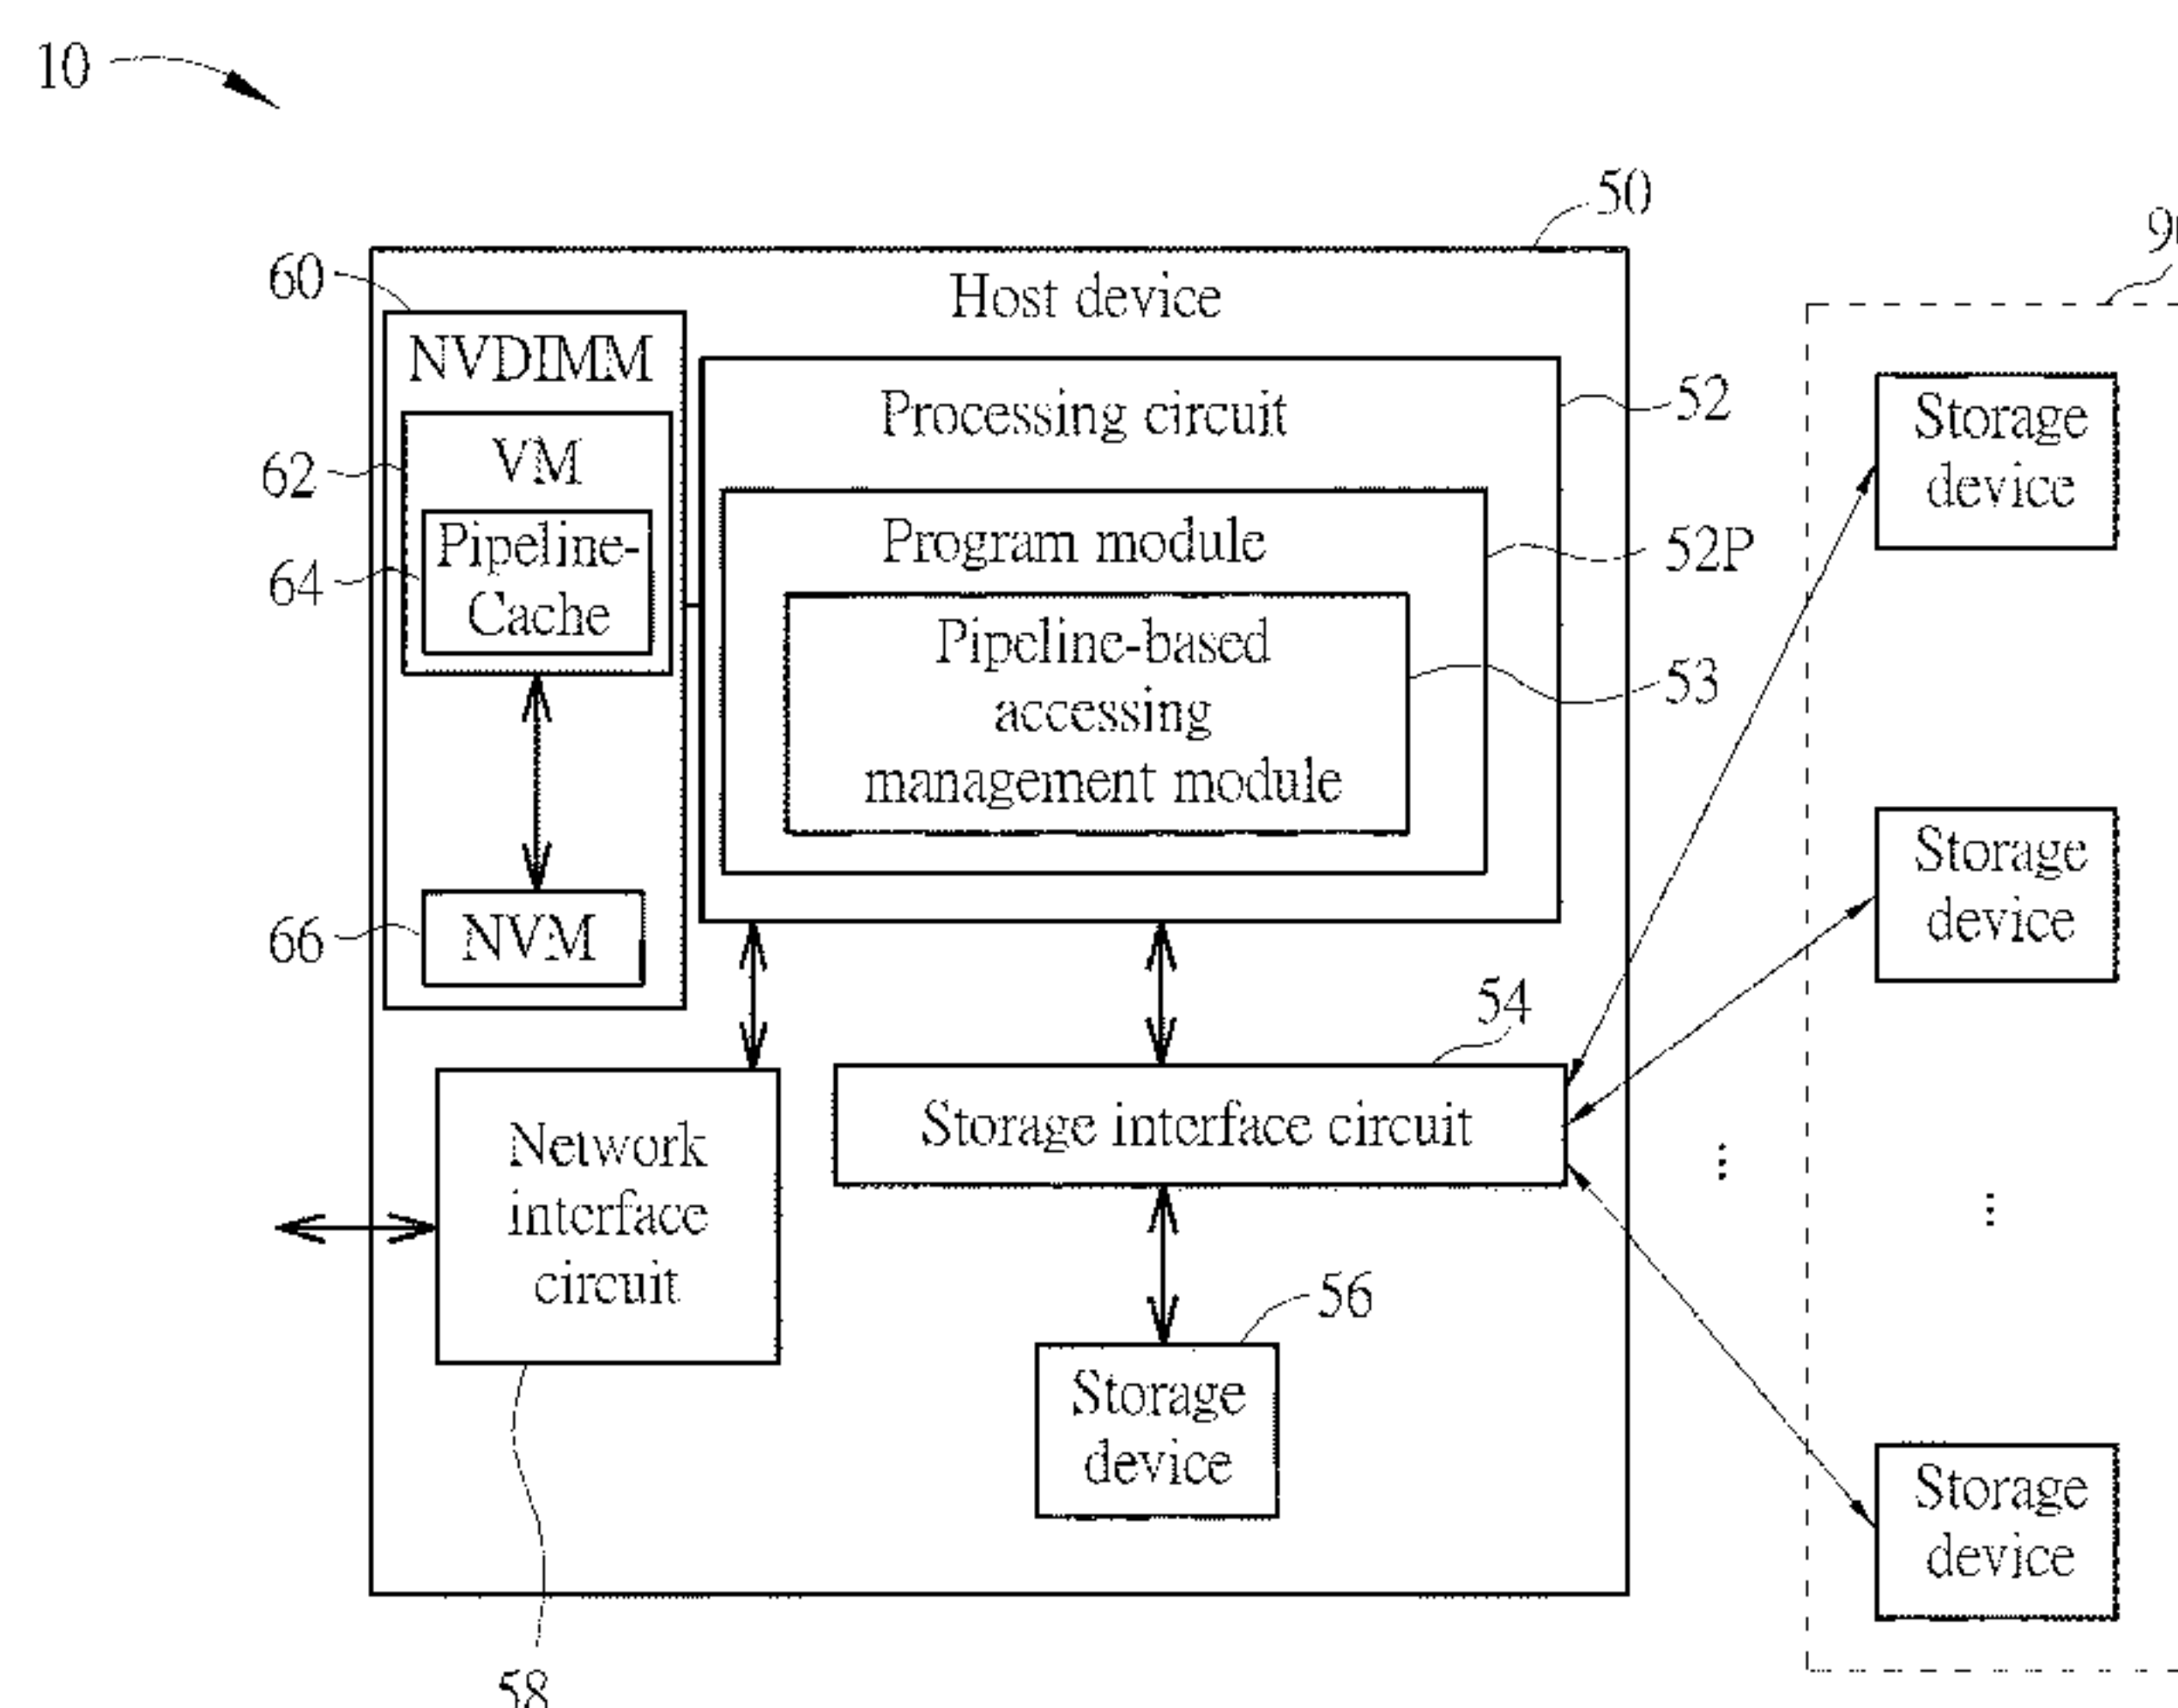 10
50
Host device
60
NVDIMM
Processing circuit
52
VM
62
Pipeline-
Cache
64
Program module
52P
Pipeline-based
accessing
management module
53
NVM
66
54
Storage interface circuit
Network
interface
circuit
58
56
Storage
device
Storage
device
Storage
device
Storage
device